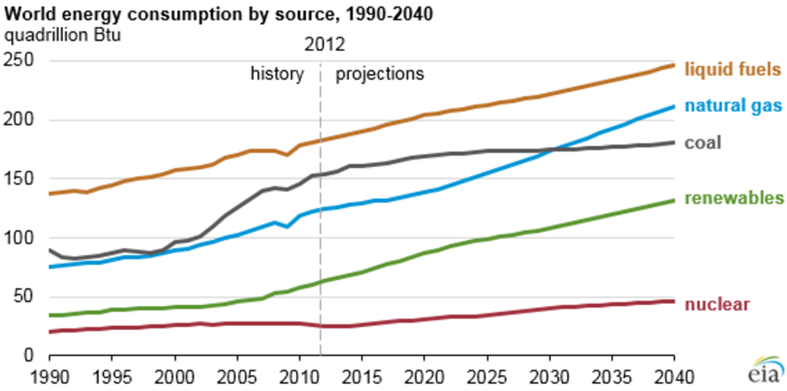 World energy consumption by source, 1990-2040
quadrillion Btu
2012
250
history
projections
liquid fuels
200
natural gas
coal
150
renewables
100
50
nuclear
0
1990 1995 2000 2005 2010 2015 2020 2025 2030 2035 2040
eia